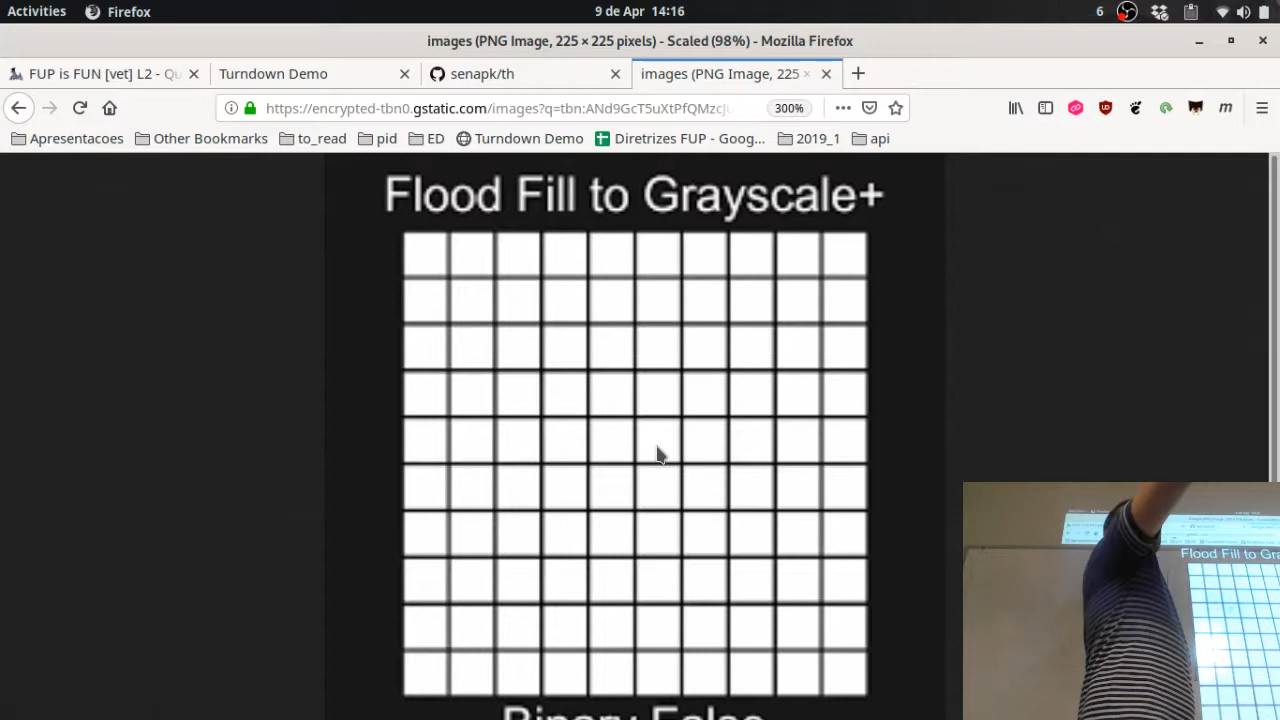 Activities Firefox 9 de Apr 14:16 6
images (PNG Image, 225 × 225 pixels) - Scaled (98%) - Mozilla Firefox
FUP is FUN [vet] L2 - Qu Turndown Demo senapk/th images (PNG Image, 225 ×
https://encrypted-tbn0.gstatic.com/images?q=tbn:ANd9GcT5uXtPfQMzcj 300%
Apresentacoes Other Bookmarks to_read pid ED Turndown Demo Diretrizes FUP - Goog... 2019_1 api
Flood Fill to Grayscale+
Flood Fill to Gra
Binary False